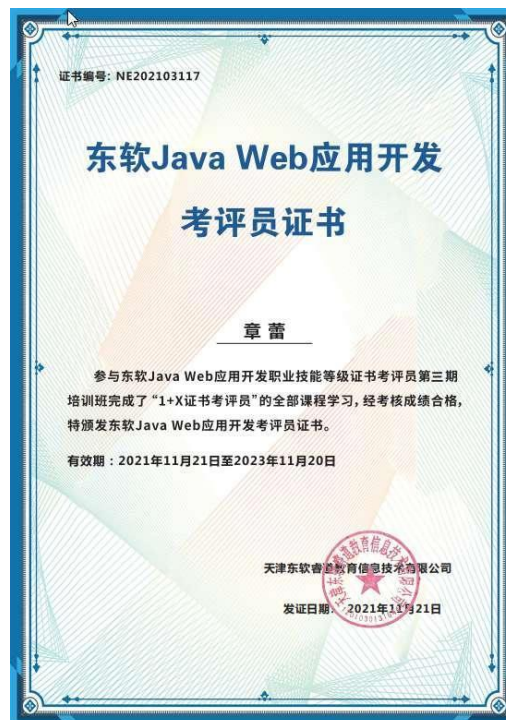 证书编号: NE202103117
东软Java Web应用开发
考评员证书
章 蕾
参与东软Java Web应用开发职业技能等级证书考评员第三期
培训班完成了“1+X证书考评员”的全部课程学习, 经考核成绩合格,
特颁发东软Java Web应用开发考评员证书。
有效期：2021年11月21日至2023年11月20日
天津东软睿道教育信息技术有限公司
发证日期: 2021年11月21日